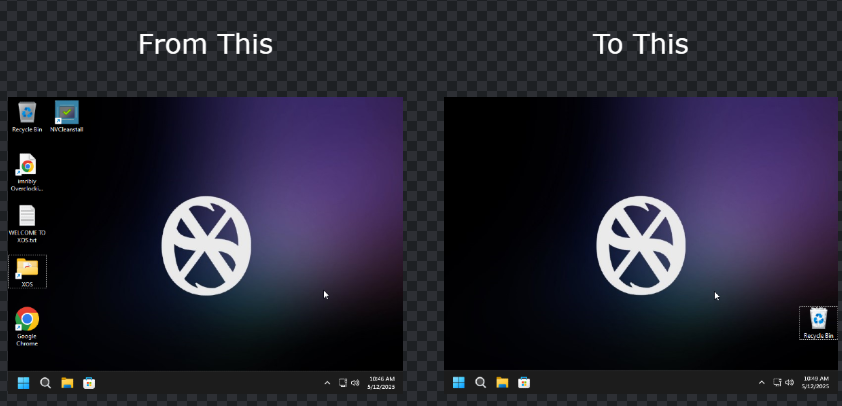 From This
To This
Recycle Bin
NVCleanstall
imribiy
Overclocki...
WELCOME TO
XOS.txt
XOS
Google
Chrome
10:46 AM
5/12/2025
Recycle Bin
10:49 AM
5/12/2025